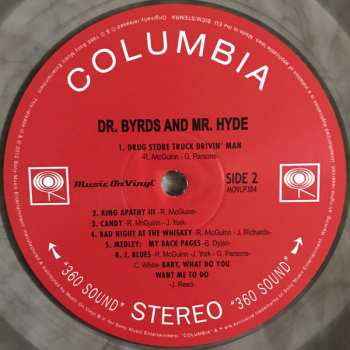 COLUMBIA
DR. BYRDS AND MR. HYDE
1. DRUG STORE TRUCK DRIVIN' MAN
-R. McGuinn - G. Parsons-
Music On Vinyl
SIDE 2
MOVLP384
2. KING APATHY III -R. McGuinn-
3. CANDY -R. McGuinn- J. York-
4. BAD NIGHT AT THE WHISKEY -R. McGuinn- J. Richards-
5. MEDLEY: MY BACK PAGES -B. Dylan-
B. J. BLUES -R. McGuinn - J. York - G. Parsons-
C. White- BABY, WHAT DO YOU
WANT ME TO DO
-J. Reed-
"360 SOUND" STEREO "360 SOUND"